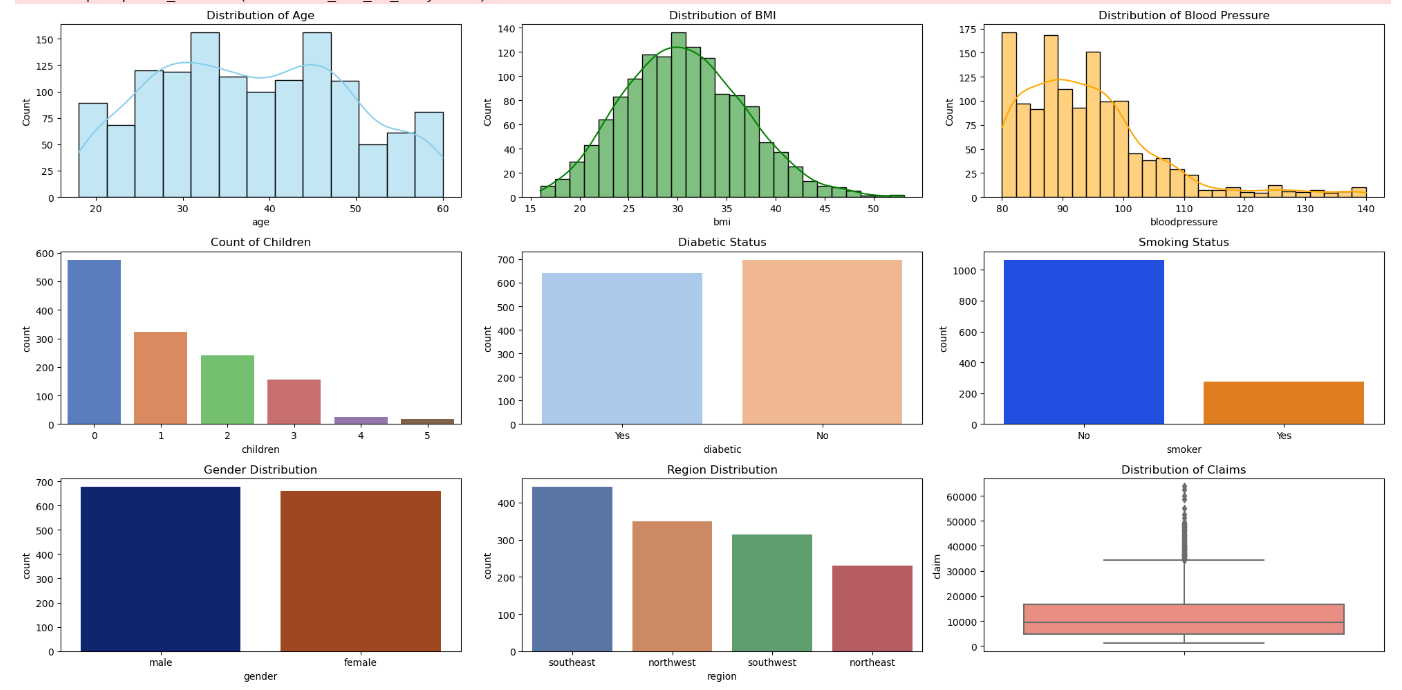 Distribution of Age
Distribution of BMI
Distribution of Blood Pressure
150
125
100
75
50
25
0
Count
20
30
40
50
60
age
140
120
100
80
60
40
20
0
Count
15
20
25
30
35
40
45
50
bmi
175
150
125
100
75
50
25
0
Count
80
90
100
110
120
130
140
bloodpressure
Count of Children
Diabetic Status
Smoking Status
600
500
400
300
200
100
0
count
0
1
2
3
4
5
children
700
600
500
400
300
200
100
0
count
Yes
No
diabetic
1000
800
600
400
200
0
count
No
Yes
smoker
Gender Distribution
Region Distribution
Distribution of Claims
700
600
500
400
300
200
100
0
count
male
female
gender
400
300
200
100
0
count
southeast
northwest
southwest
northeast
region
60000
50000
40000
30000
20000
10000
0
claim